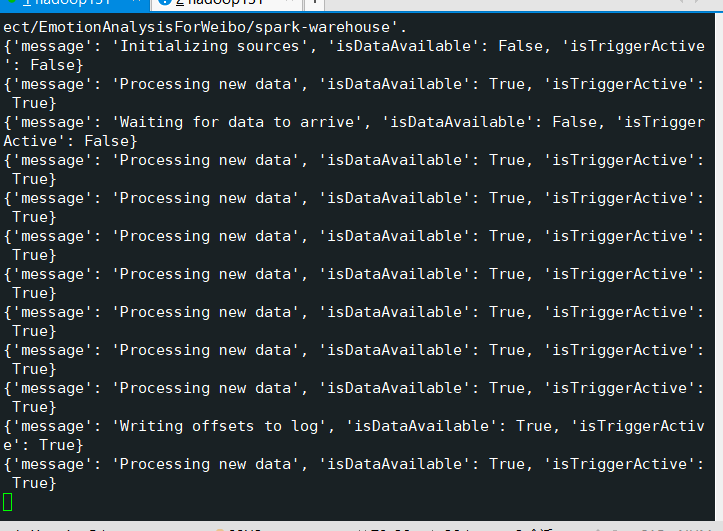 1 hadoop131 2 hadoop131 +
ect/EmotionAnalysisForWeibo/spark-warehouse'.
{'message': 'Initializing sources', 'isDataAvailable': False, 'isTriggerActive
': False}
{'message': 'Processing new data', 'isDataAvailable': True, 'isTriggerActive':
 True}
{'message': 'Waiting for data to arrive', 'isDataAvailable': False, 'isTrigger
Active': False}
{'message': 'Processing new data', 'isDataAvailable': True, 'isTriggerActive':
 True}
{'message': 'Processing new data', 'isDataAvailable': True, 'isTriggerActive':
 True}
{'message': 'Processing new data', 'isDataAvailable': True, 'isTriggerActive':
 True}
{'message': 'Processing new data', 'isDataAvailable': True, 'isTriggerActive':
 True}
{'message': 'Processing new data', 'isDataAvailable': True, 'isTriggerActive':
 True}
{'message': 'Processing new data', 'isDataAvailable': True, 'isTriggerActive':
 True}
{'message': 'Processing new data', 'isDataAvailable': True, 'isTriggerActive':
 True}
{'message': 'Writing offsets to log', 'isDataAvailable': True, 'isTriggerActiv
e': True}
{'message': 'Processing new data', 'isDataAvailable': True, 'isTriggerActive':
 True}